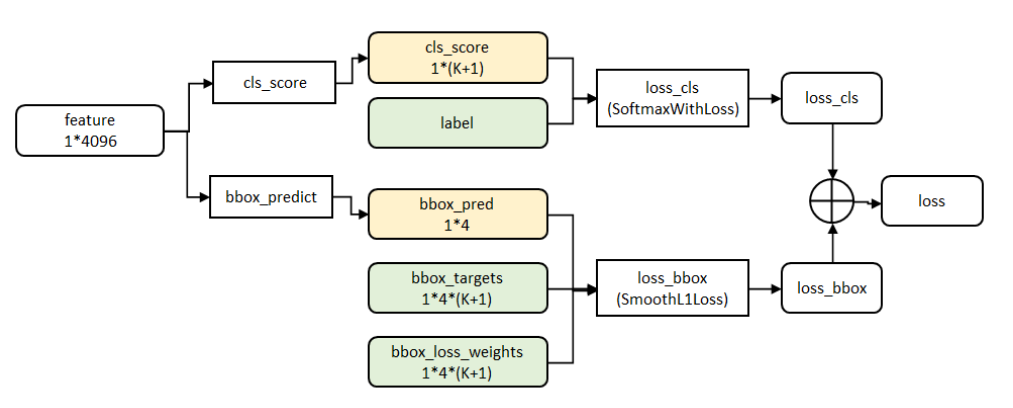 feature
1*4096
cls_score
cls_score
1*(K+1)
label
loss_cls
(SoftmaxWithLoss)
loss_cls
bbox_predict
bbox_pred
1*4
bbox_targets
1*4*(K+1)
bbox_loss_weights
1*4*(K+1)
loss_bbox
(SmoothL1Loss)
loss_bbox
loss